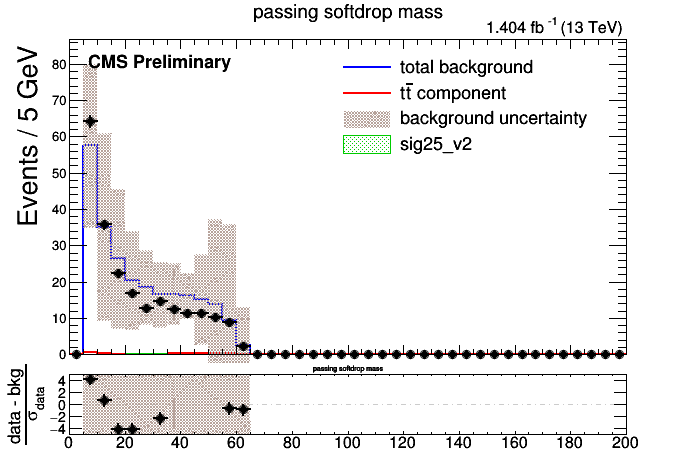 passing softdrop mass
1.404 fb⁻¹ (13 TeV)
CMS Preliminary
total background
tt̄ component
background uncertainty
sig25_v2
Events / 5 GeV
80
70
60
50
40
30
20
10
0
passing softdrop mass
data - bkg
σdata
4
2
0
−2
−4
0 20 40 60 80 100 120 140 160 180 200